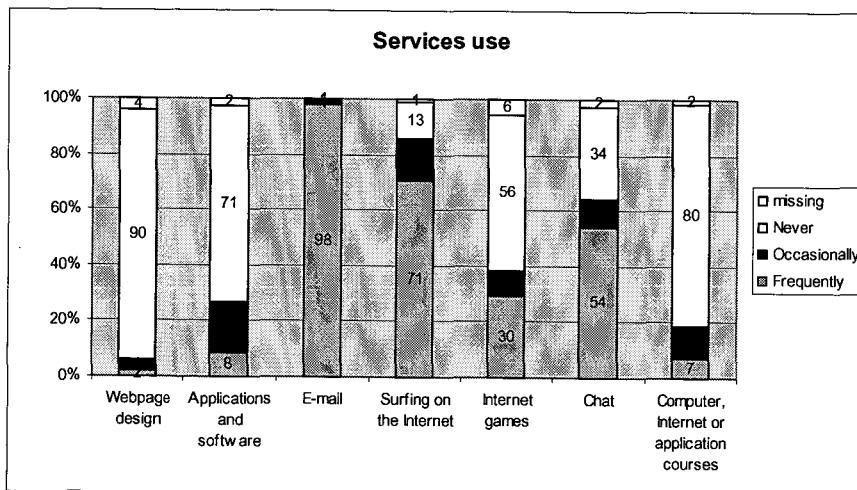 Services use
100%
80%
60%
40%
20%
0%
4
90
2
2
71
8
1
98
1
13
71
6
56
30
2
34
54
2
80
7
Webpage design
Applications and software
E-mail
Surfing on the Internet
Internet games
Chat
Computer, Internet or application courses
missing
Never
Occasionally
Frequently